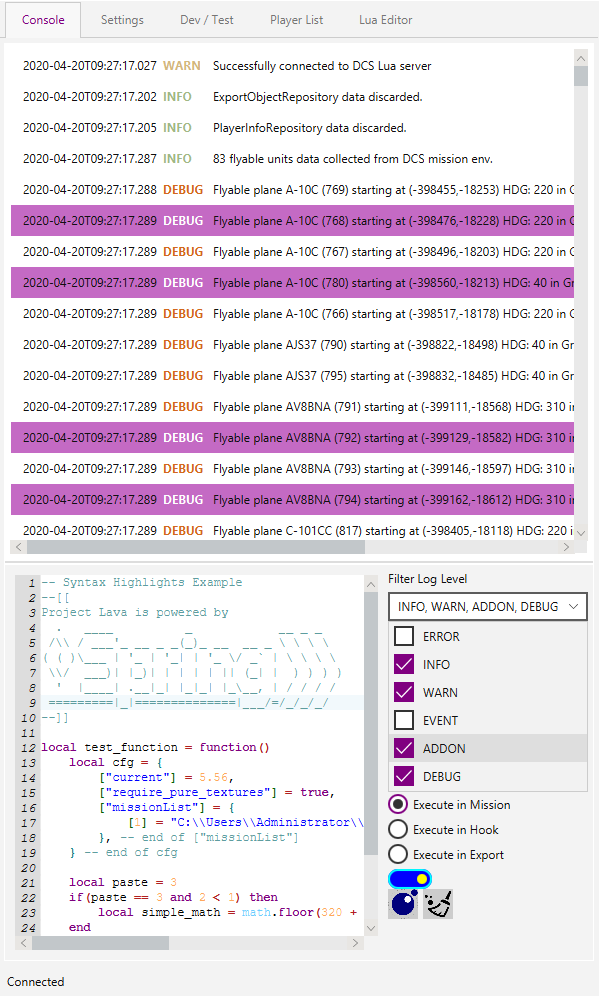 Console Settings Dev / Test Player List Lua Editor
2020-04-20T09:27:17.027 WARN Successfully connected to DCS Lua server
2020-04-20T09:27:17.202 INFO ExportObjectRepository data discarded.
2020-04-20T09:27:17.205 INFO PlayerInfoRepository data discarded.
2020-04-20T09:27:17.287 INFO 83 flyable units data collected from DCS mission env.
2020-04-20T09:27:17.288 DEBUG Flyable plane A-10C (769) starting at (-398455,-18253) HDG: 220 in G
2020-04-20T09:27:17.289 DEBUG Flyable plane A-10C (768) starting at (-398476,-18228) HDG: 220 in G
2020-04-20T09:27:17.289 DEBUG Flyable plane A-10C (767) starting at (-398496,-18203) HDG: 220 in G
2020-04-20T09:27:17.289 DEBUG Flyable plane A-10C (780) starting at (-398560,-18213) HDG: 40 in Gr
2020-04-20T09:27:17.289 DEBUG Flyable plane A-10C (766) starting at (-398517,-18178) HDG: 220 in G
2020-04-20T09:27:17.289 DEBUG Flyable plane AJS37 (790) starting at (-398822,-18498) HDG: 40 in Gr
2020-04-20T09:27:17.289 DEBUG Flyable plane AJS37 (795) starting at (-398832,-18485) HDG: 40 in Gr
2020-04-20T09:27:17.289 DEBUG Flyable plane AV8BNA (791) starting at (-399111,-18568) HDG: 310 in
2020-04-20T09:27:17.289 DEBUG Flyable plane AV8BNA (792) starting at (-399129,-18582) HDG: 310 in
2020-04-20T09:27:17.289 DEBUG Flyable plane AV8BNA (793) starting at (-399146,-18597) HDG: 310 in
2020-04-20T09:27:17.289 DEBUG Flyable plane AV8BNA (794) starting at (-399162,-18612) HDG: 310 in
2020-04-20T09:27:17.289 DEBUG Flyable plane C-101CC (817) starting at (-398405,-18118) HDG: 220 i
1 -- Syntax Highlights Example
2 --[[
3 Project Lava is powered by
4   .   ____          _            __ _ _
5  /\\ / ___'_ __ _ _(_)_ __  __ _ \ \ \ \
6 ( ( )\___ | '_ | '_| | '_ \/ _` | \ \ \ \
7  \\/  ___)| |_)| | | | | || (_| |  ) ) ) )
8   '  |____| .__|_| |_|_| |_\__, | / / / /
9  =========|_|==============|___/=/_/_/_/
10 --]]
11
12 local test_function = function()
13     local cfg = {
14         ["current"] = 5.56,
15         ["require_pure_textures"] = true,
16         ["missionList"] = {
17             [1] = "C:\\Users\\Administrator\\
18         }, -- end of ["missionList"]
19     } -- end of cfg
20
21     local paste = 3
22     if(paste == 3 and 2 < 1) then
23         local simple_math = math.floor(320 +
24     end
Filter Log Level
INFO, WARN, ADDON, DEBUG
ERROR
INFO
WARN
EVENT
ADDON
DEBUG
Execute in Mission
Execute in Hook
Execute in Export
Connected